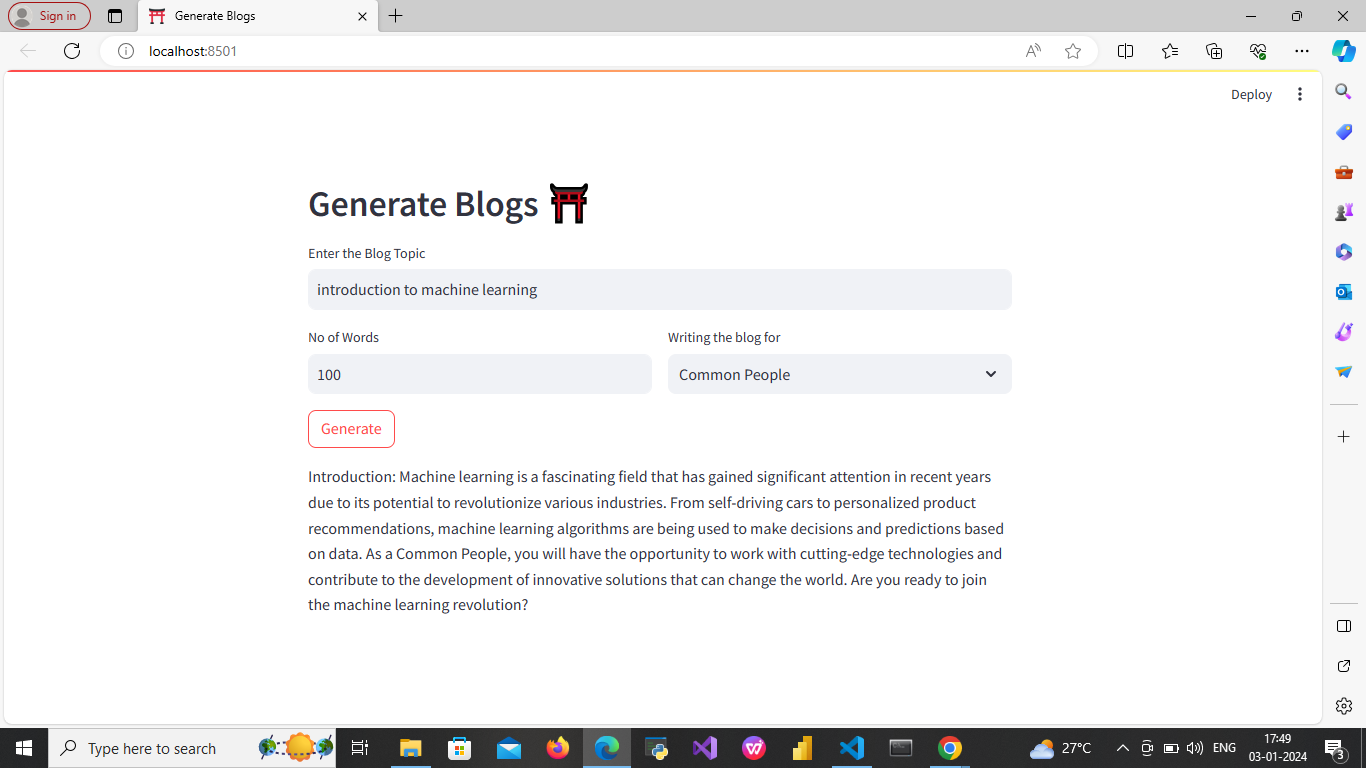 Sign in
Generate Blogs
localhost:8501
Deploy
Generate Blogs
Enter the Blog Topic
introduction to machine learning
No of Words
Writing the blog for
100
Common People
Generate
Introduction: Machine learning is a fascinating field that has gained significant attention in recent years
due to its potential to revolutionize various industries. From self-driving cars to personalized product
recommendations, machine learning algorithms are being used to make decisions and predictions based
on data. As a Common People, you will have the opportunity to work with cutting-edge technologies and
contribute to the development of innovative solutions that can change the world. Are you ready to join
the machine learning revolution?
Type here to search
27°C
ENG
17:49
03-01-2024
3